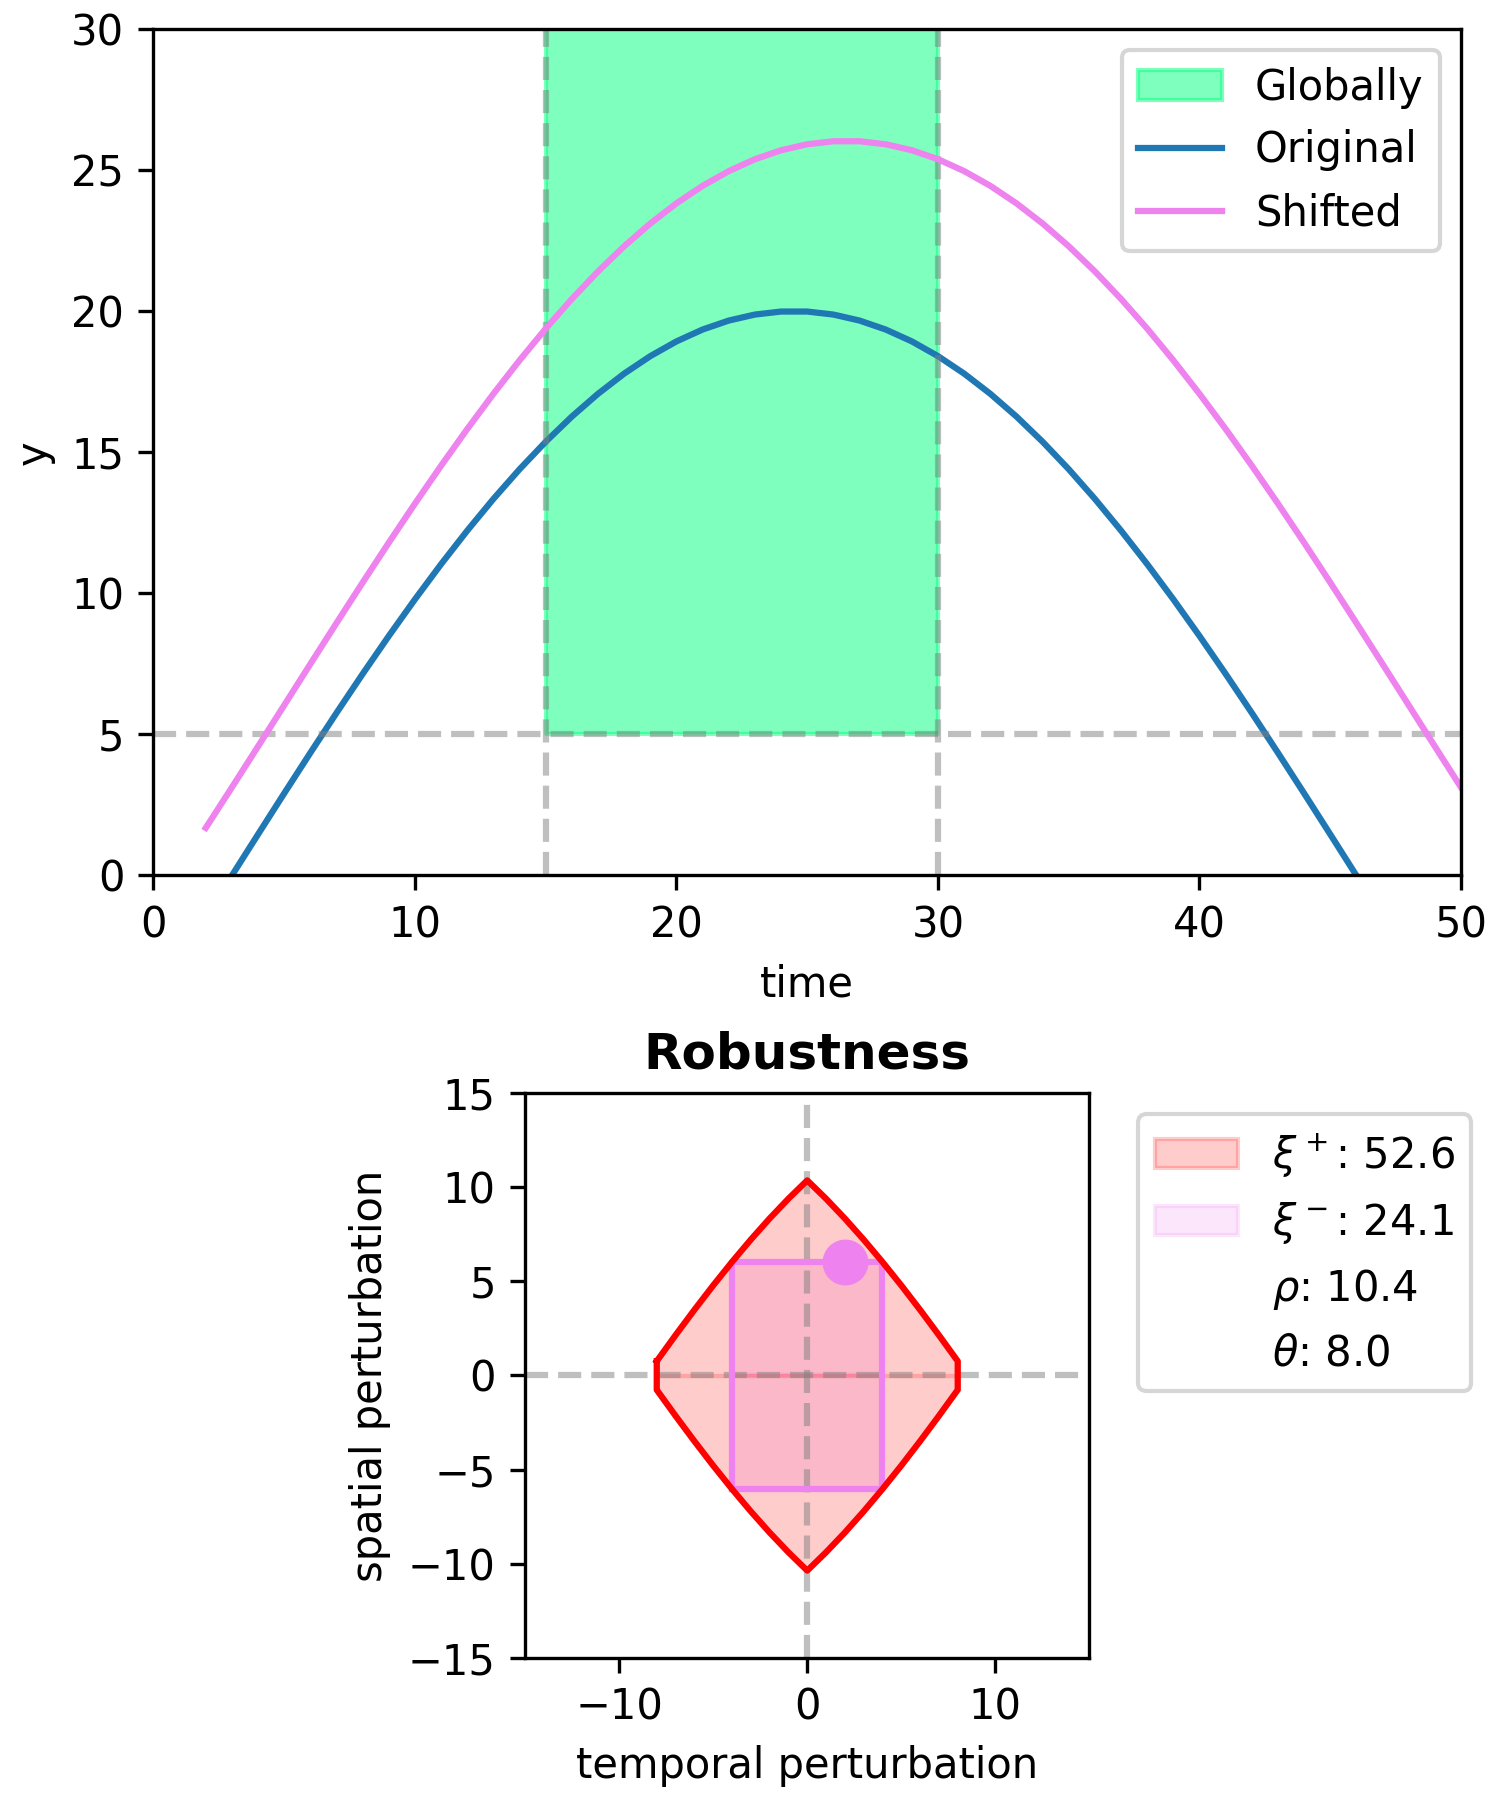 30
25
20
15
10
5
0
y
0 10 20 30 40 50
time
Globally
Original
Shifted
Robustness
15
10
5
0
−5
−10
−15
spatial perturbation
−10 0 10
temporal perturbation
ξ⁺: 52.6
ξ⁻: 24.1
ρ: 10.4
θ: 8.0